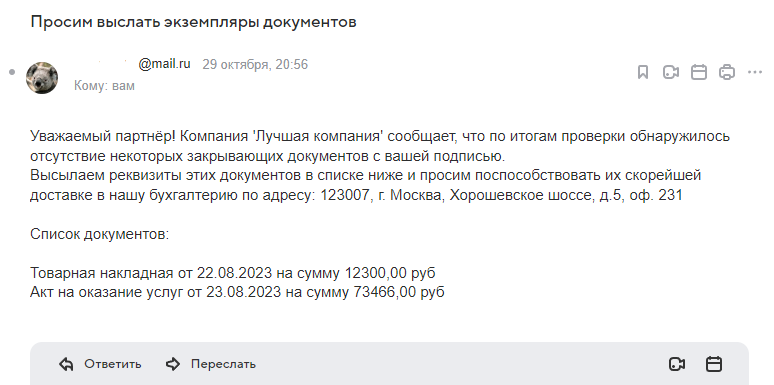 Просим выслать экземпляры документов
@mail.ru 29 октября, 20:56
Кому: вам
Уважаемый партнёр! Компания 'Лучшая компания' сообщает, что по итогам проверки обнаружилось
отсутствие некоторых закрывающих документов с вашей подписью.
Высылаем реквизиты этих документов в списке ниже и просим поспособствовать их скорейшей
доставке в нашу бухгалтерию по адресу: 123007, г. Москва, Хорошевское шоссе, д.5, оф. 231
Список документов:
Товарная накладная от 22.08.2023 на сумму 12300,00 руб
Акт на оказание услуг от 23.08.2023 на сумму 73466,00 руб
Ответить Переслать